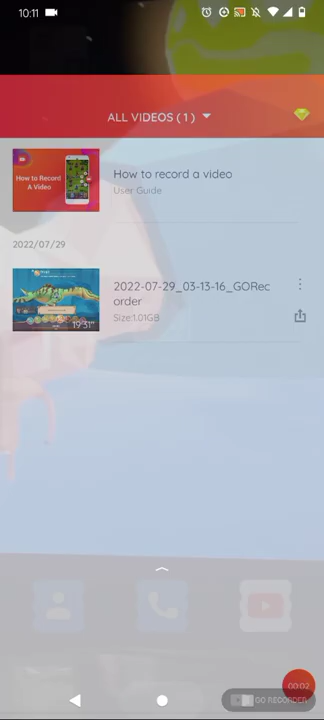 10:11
ALL VIDEOS ( 1 )
How to Record
A Video
How to record a video
User Guide
2022/07/29
19'31"
2022-07-29_03-13-16_GORec
order
Size:1.01GB
00:02
GO RECORDER